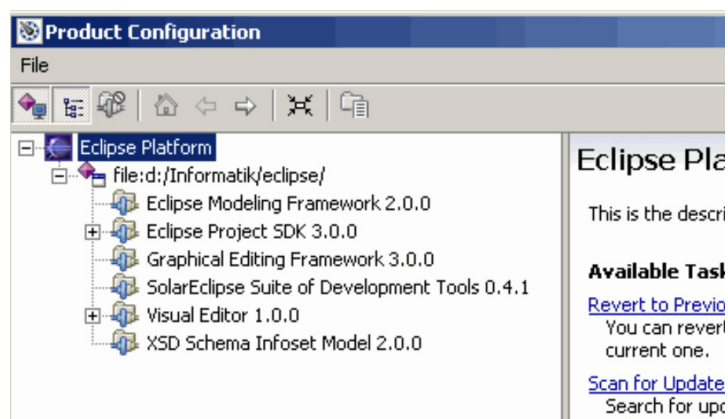 Product Configuration
File
Eclipse Platform
file:d:/Informatik/eclipse/
Eclipse Modeling Framework 2.0.0
Eclipse Project SDK 3.0.0
Graphical Editing Framework 3.0.0
SolarEclipse Suite of Development Tools 0.4.1
Visual Editor 1.0.0
XSD Schema Infoset Model 2.0.0
Eclipse Pla
This is the descri
Available Task
Revert to Previo
You can revert
current one.
Scan for Update
Search for upd